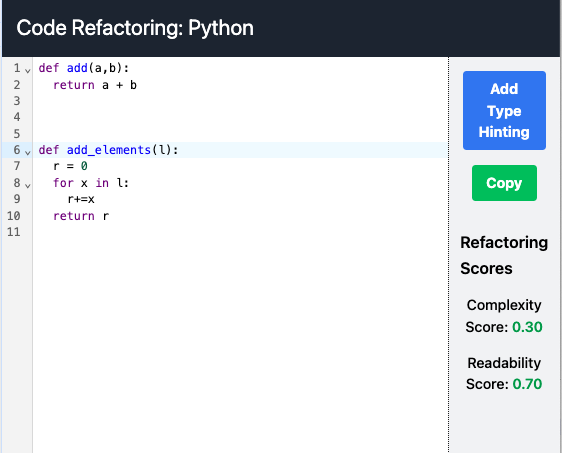 Code Refactoring: Python
1 def add(a,b):
2   return a + b
3
4
5
6 def add_elements(l):
7   r = 0
8   for x in l:
9     r+=x
10   return r
11
Add
Type
Hinting
Copy
Refactoring
Scores
Complexity
Score: 0.30
Readability
Score: 0.70